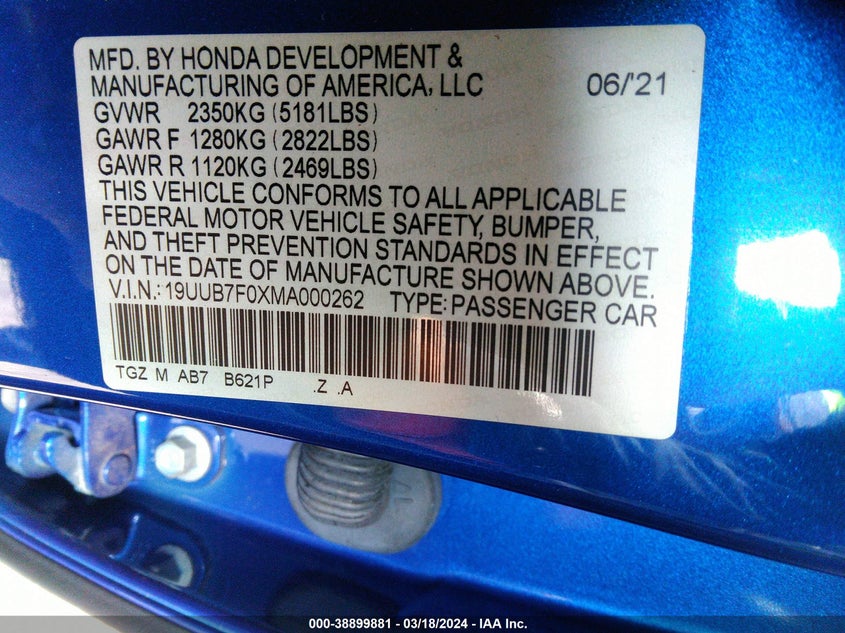 MFD. BY HONDA DEVELOPMENT &
MANUFACTURING OF AMERICA, LLC 06/'21
GVWR 2350KG (5181LBS)
GAWR F 1280KG (2822LBS)
GAWR R 1120KG (2469LBS)
THIS VEHICLE CONFORMS TO ALL APPLICABLE
FEDERAL MOTOR VEHICLE SAFETY, BUMPER,
AND THEFT PREVENTION STANDARDS IN EFFECT
ON THE DATE OF MANUFACTURE SHOWN ABOVE.
V.I.N.: 19UUB7F0XMA000262 TYPE: PASSENGER CAR
TGZ M AB7 B621P .Z .A
000-38899881 - 03/18/2024 - IAA Inc.